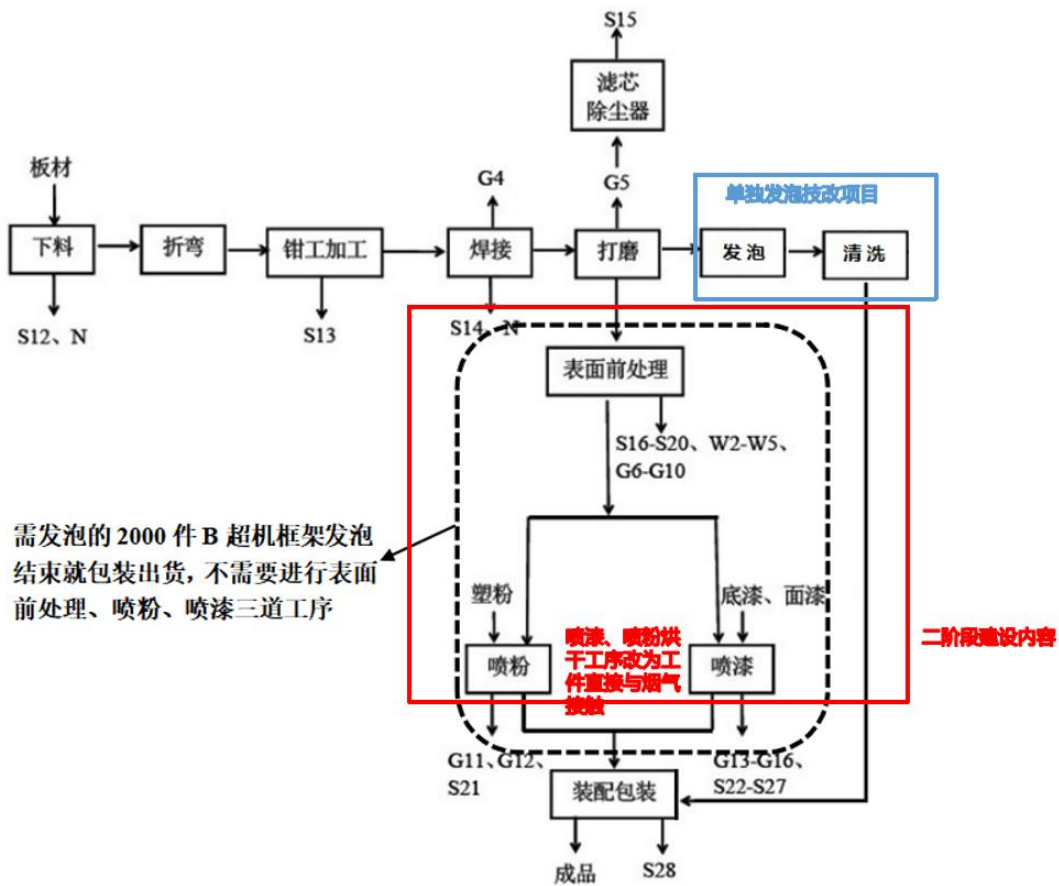 S15
滤芯
除尘器
板材
G4
G5
单独发泡技改项目
下料
折弯
钳工加工
焊接
打磨
发泡
清洗
S12、N
S13
S14、N
表面前处理
S16-S20、W2-W5、
G6-G10
需发泡的 2000 件 B 超机框架发泡
结束就包装出货，不需要进行表面
前处理、喷粉、喷漆三道工序
塑粉
底漆、面漆
喷粉
喷漆、喷粉烘
干工序改为工
件直接与烟气
接触
喷漆
二阶段建设内容
G11、G12、
S21
G13-G16、
S22-S27
装配包装
成品
S28